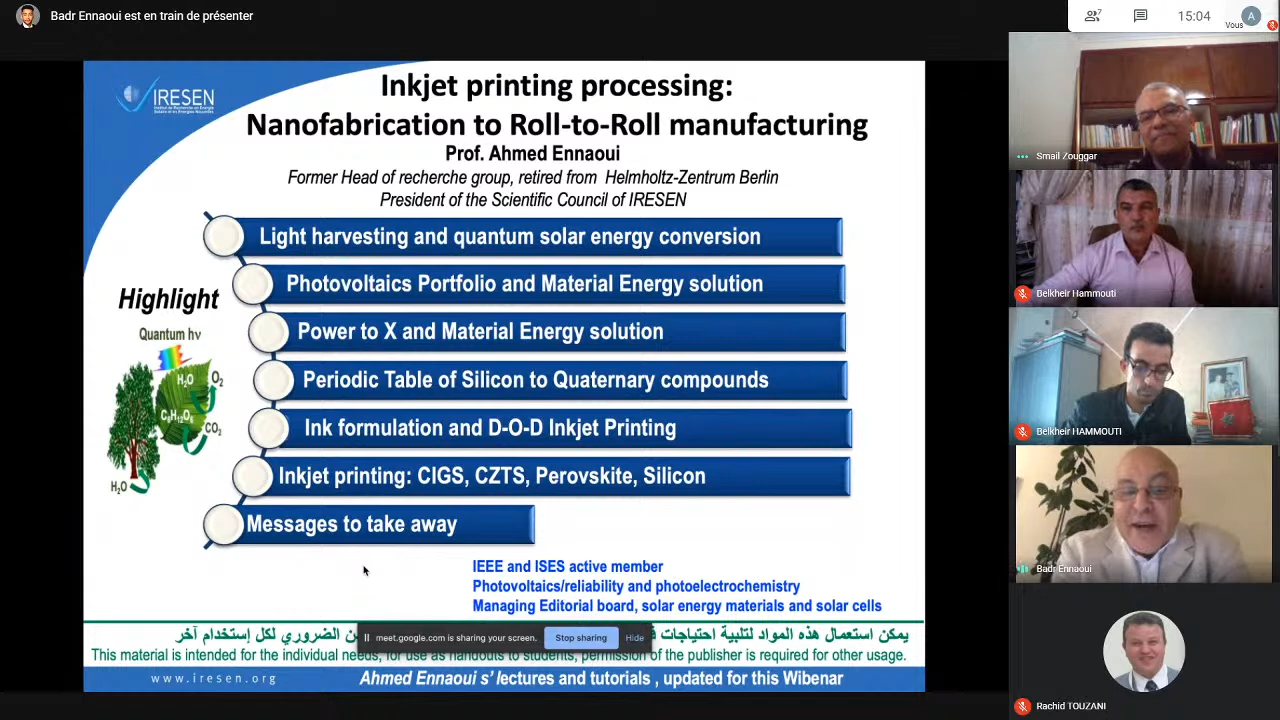 Badr Ennaoui est en train de présenter
7
15:04
A
Vous
IRESEN
Inkjet printing processing:
Nanofabrication to Roll-to-Roll manufacturing
Prof. Ahmed Ennaoui
Former Head of recherche group, retired from Helmholtz-Zentrum Berlin
President of the Scientific Council of IRESEN
Light harvesting and quantum solar energy conversion
Photovoltaics Portfolio and Material Energy solution
Highlight
Power to X and Material Energy solution
Quantum hν
H₂O
O₂
C₆H₁₂O₆
CO₂
H₂O
Periodic Table of Silicon to Quaternary compounds
Ink formulation and D-O-D Inkjet Printing
Inkjet printing: CIGS, CZTS, Perovskite, Silicon
Messages to take away
IEEE and ISES active member
Photovoltaics/reliability and photoelectrochemistry
Managing Editorial board, solar energy materials and solar cells
يمكن استعمال هذه المواد لتلبية احتياجات
الضروري لكل إستخدام آخر
meet.google.com is sharing your screen.
Stop sharing
Hide
This material is intended for the individual needs, for use as handouts to students, permission of the publisher is required for other usage.
www.iresen.org
Ahmed Ennaoui s' lectures and tutorials , updated for this Wibenar
Smail Zouggar
Belkheir Hammouti
Belkheir HAMMOUTI
Badr Ennaoui
Rachid TOUZANI